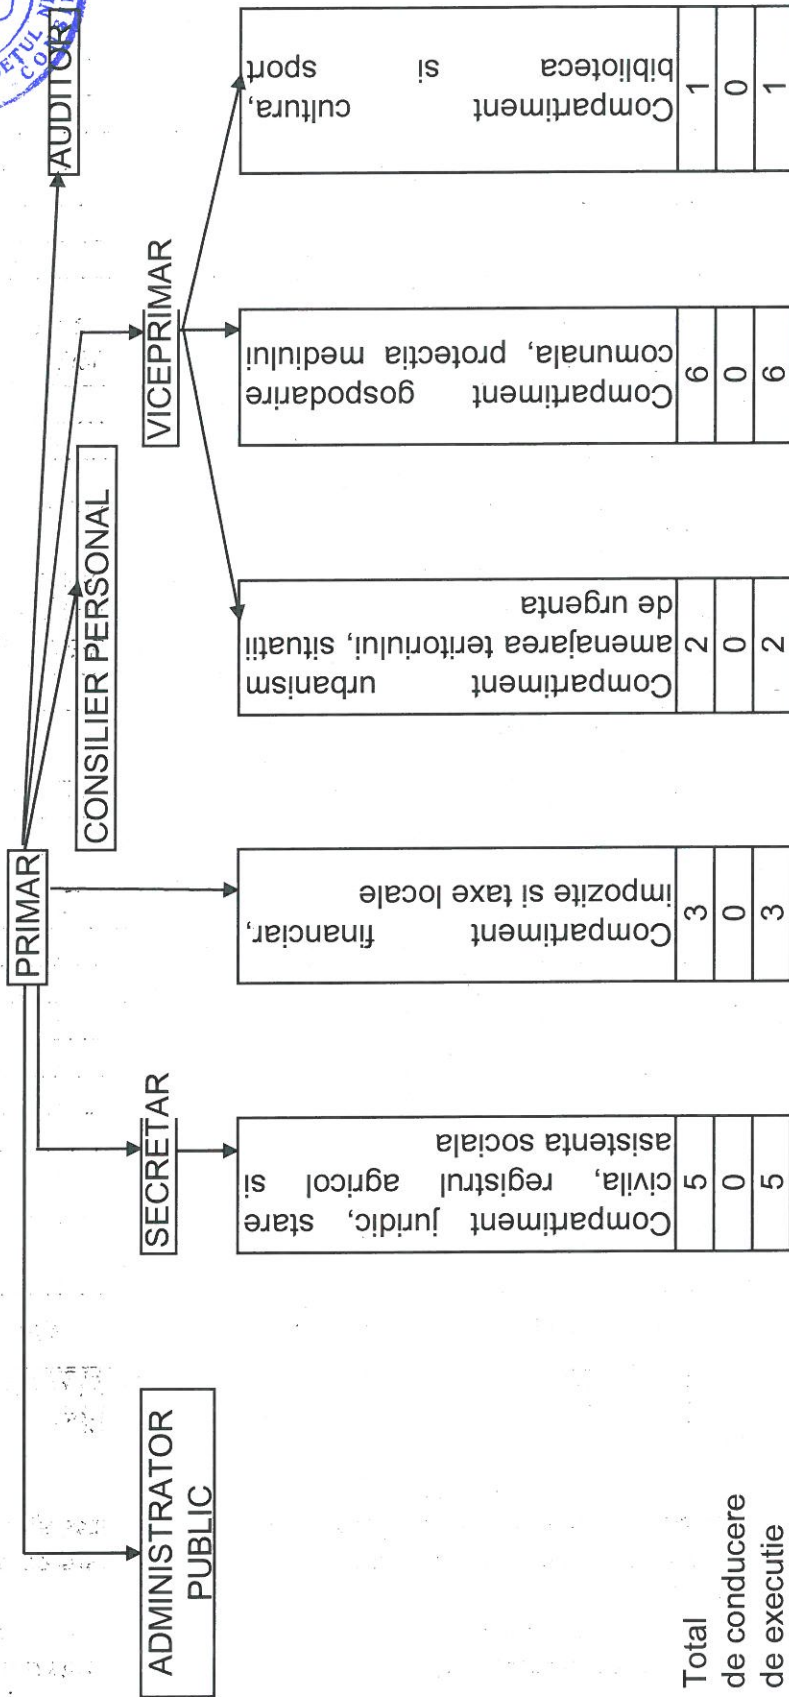 PRIMAR
AUDITOR
CONSILIER PERSONAL
ADMINISTRATOR
PUBLIC
SECRETAR
VICEPRIMAR
Compartiment juridic, stare
civila, registrul agricol si
asistenta sociala
Compartiment financiar,
impozite si taxe locale
Compartiment urbanism
amenajarea teritoriului, situatii
de urgenta
Compartiment gospodarire
comunala, protectia mediului
Compartiment cultura,
biblioteca si sport
Total 5 3 2 6 1
de conducere 0 0 0 0 0
de executie 5 3 2 6 1